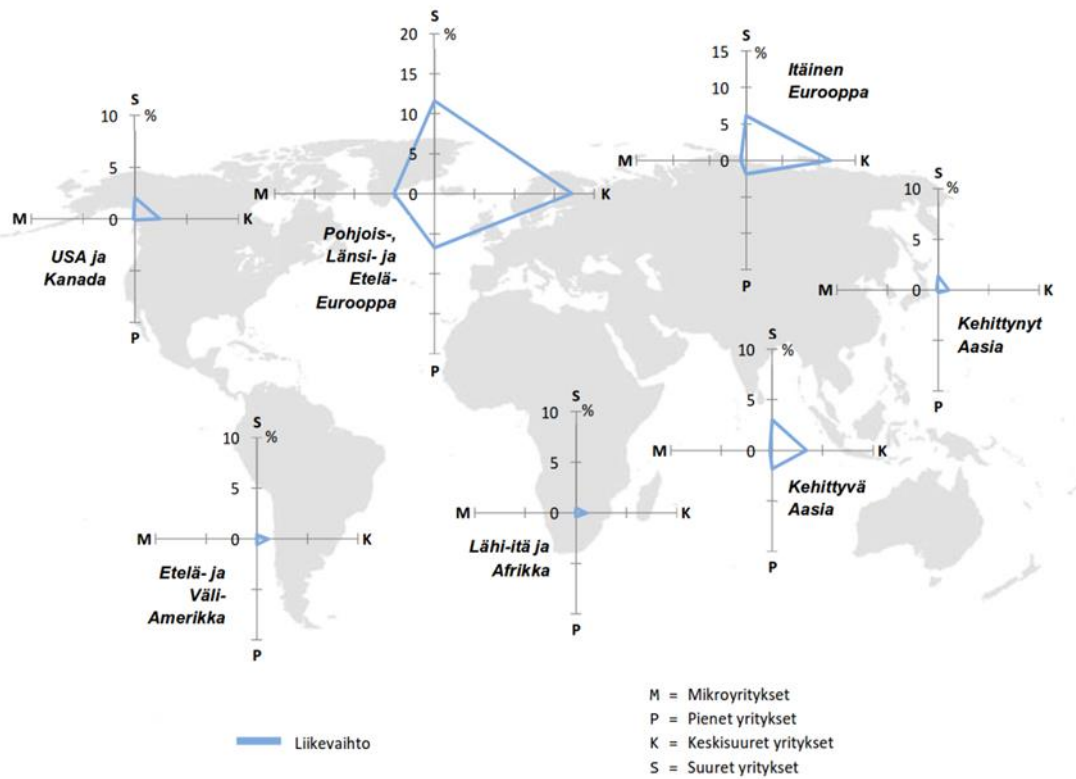 S
20 %
15
10
5
M 0 K
P
Pohjois-,
Länsi- ja
Etelä-
Eurooppa
S
15 %
10
5
M 0 K
P
Itäinen
Eurooppa
S
10 %
5
M 0 K
P
USA ja
Kanada
S
10 %
5
M 0 K
P
Kehittynyt
Aasia
S
10 %
5
M 0 K
P
Kehittyvä
Aasia
S
10 %
5
M 0 K
P
Lähi-itä ja
Afrikka
S
10 %
5
M 0 K
P
Etelä- ja
Väli-
Amerikka
Liikevaihto
M = Mikroyritykset
P = Pienet yritykset
K = Keskisuuret yritykset
S = Suuret yritykset